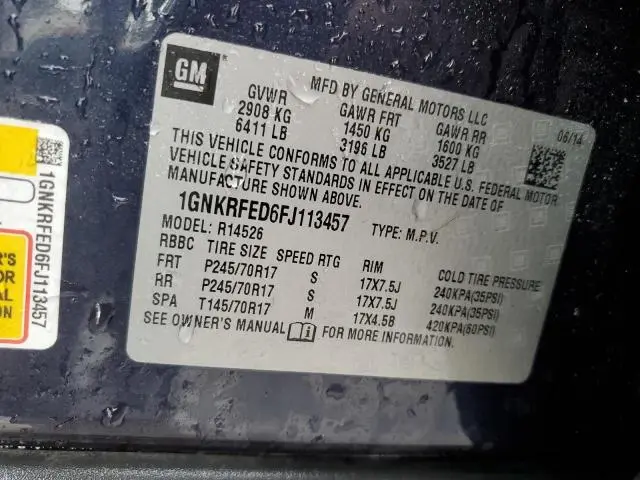 GM
MFD BY GENERAL MOTORS LLC
GVWR GAWR FRT GAWR RR 06/14
2908 KG 1450 KG 1600 KG
6411 LB 3196 LB 3527 LB
THIS VEHICLE CONFORMS TO ALL APPLICABLE U.S. FEDERAL MOTOR
VEHICLE SAFETY STANDARDS IN EFFECT ON THE DATE OF
MANUFACTURE SHOWN ABOVE.
1GNKRFED6FJ113457 TYPE: M.P.V.
MODEL: R14526
RBBC TIRE SIZE SPEED RTG RIM COLD TIRE PRESSURE
FRT P245/70R17 S 17X7.5J 240KPA(35PSI)
RR P245/70R17 S 17X7.5J 240KPA(35PSI)
SPA T145/70R17 M 17X4.5B 420KPA(60PSI)
SEE OWNER'S MANUAL FOR MORE INFORMATION.
1GNKRFED6FJ113457
'S
OR
AL
ON